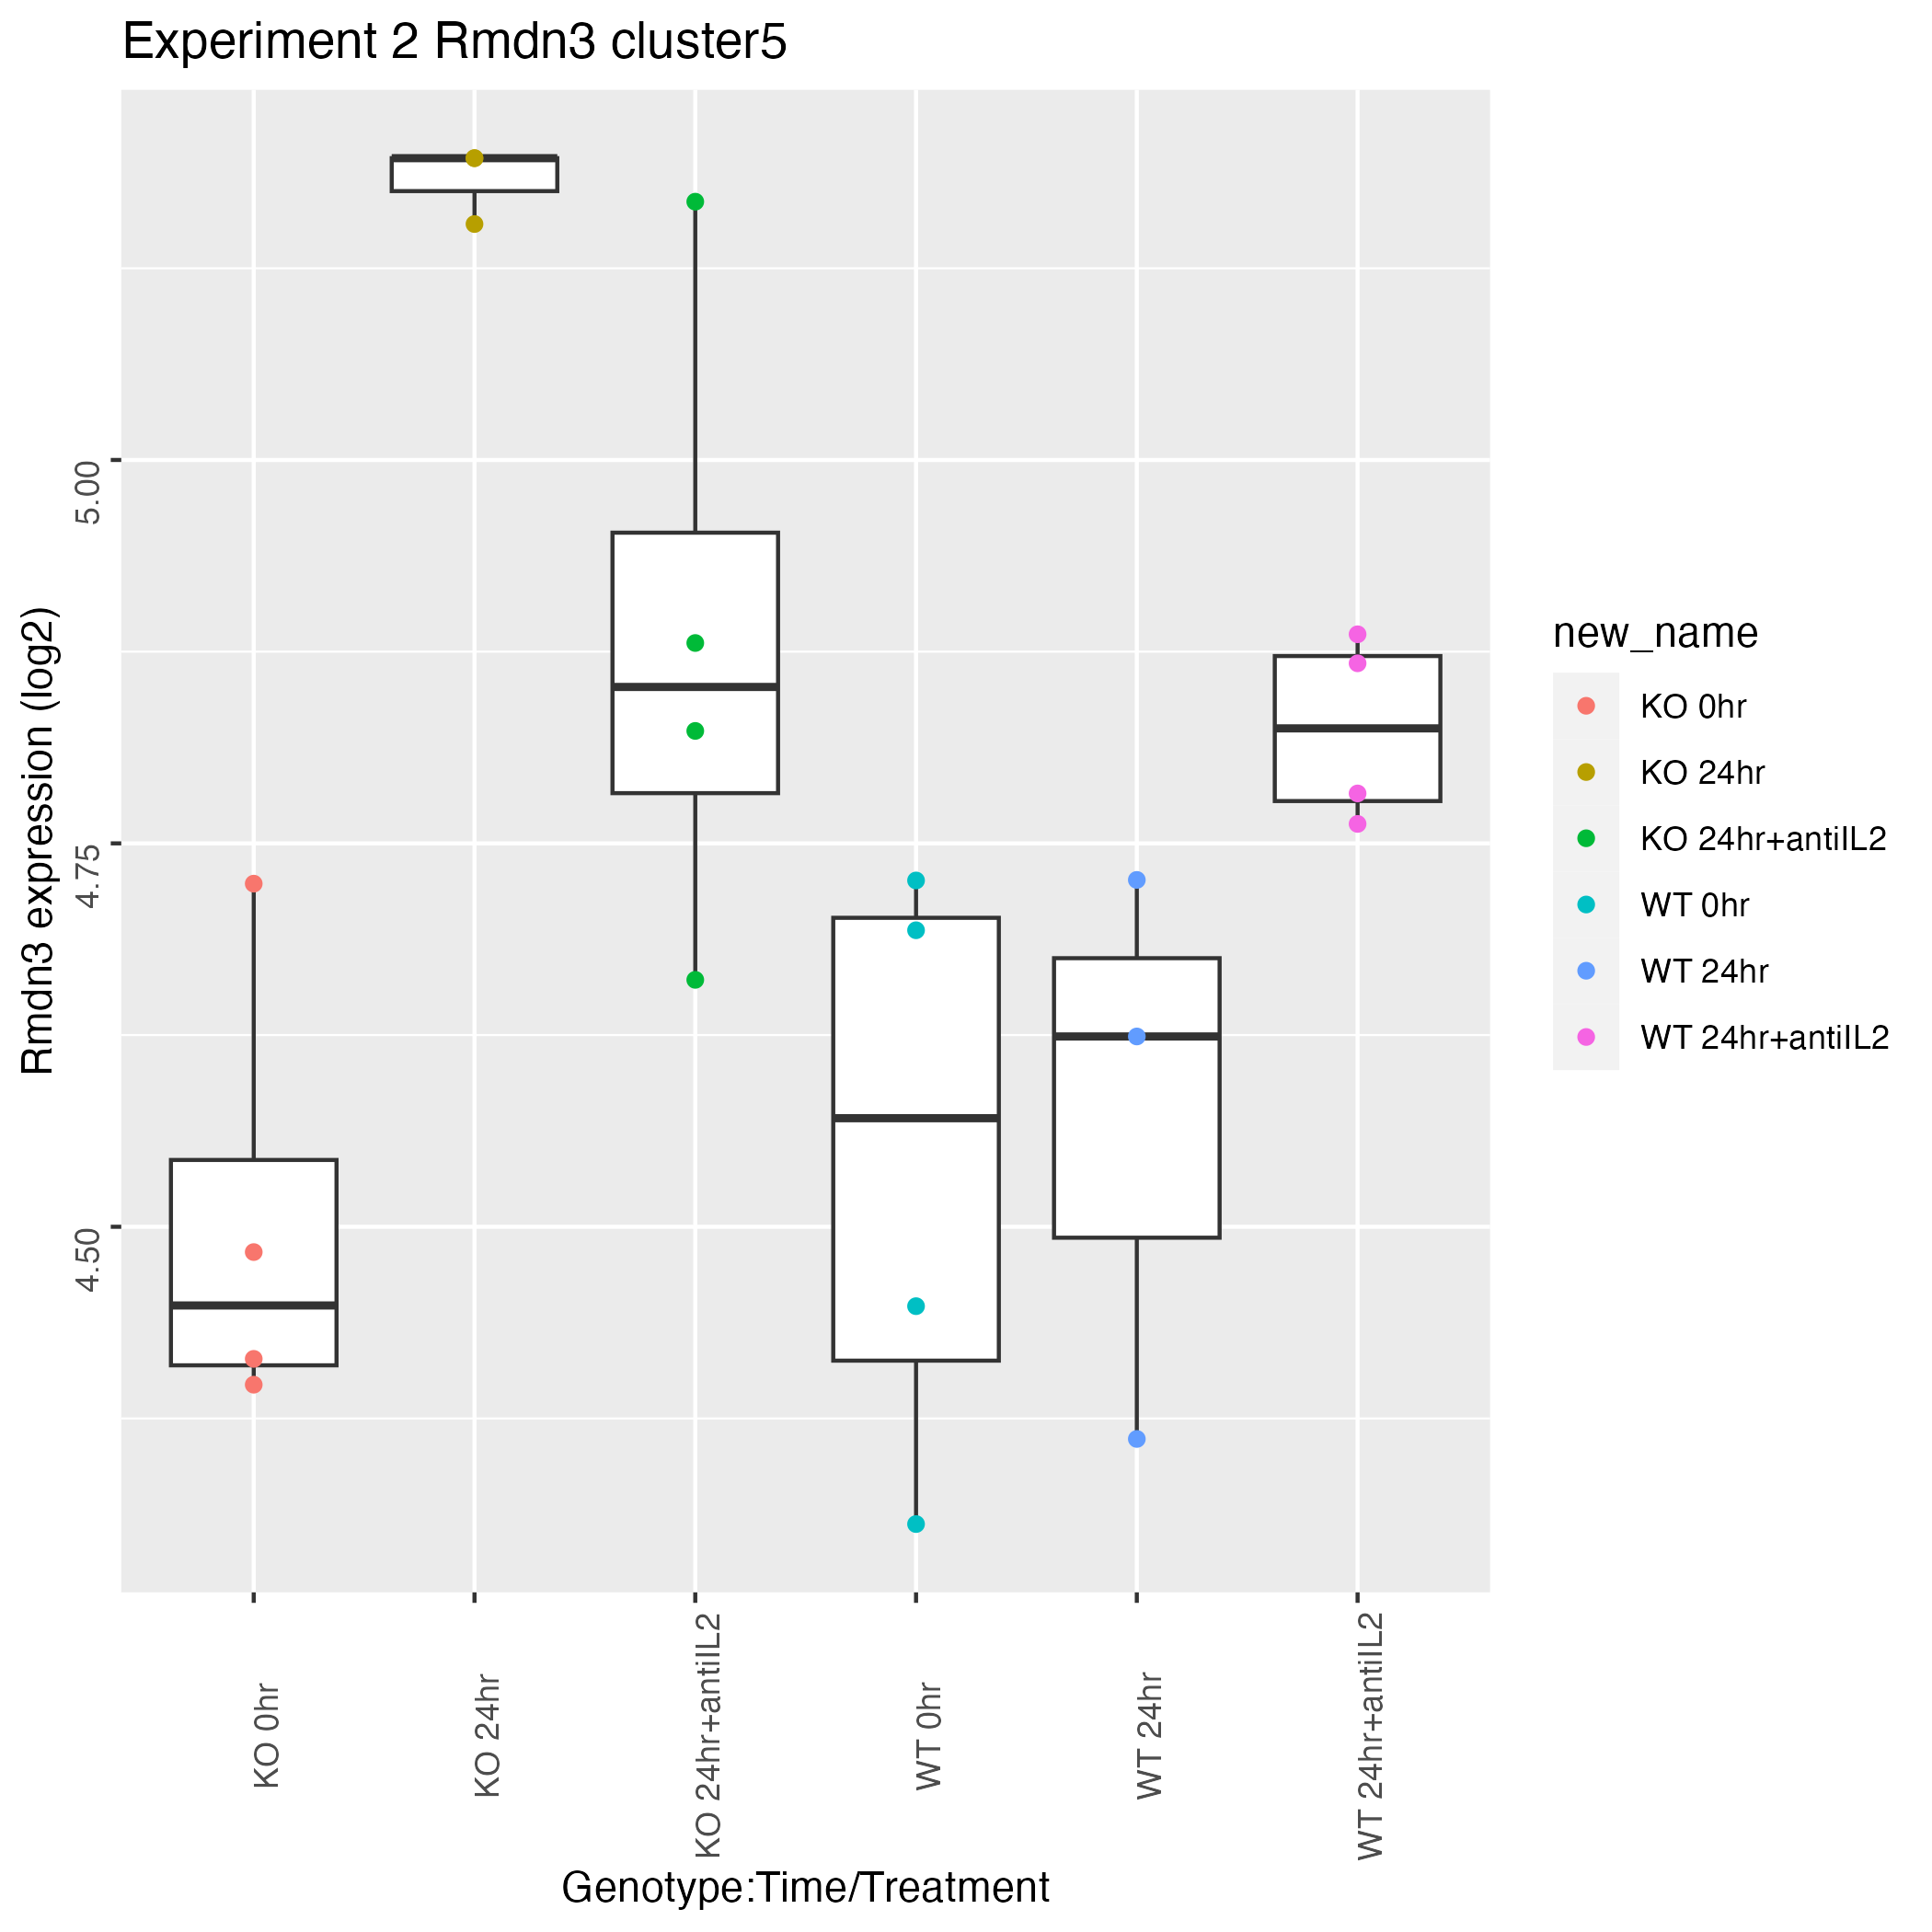 Experiment 2 Rmdn3 cluster5
Rmdn3 expression (log2)
5.00
4.75
4.50
KO 0hr
KO 24hr
KO 24hr+antiIL2
WT 0hr
WT 24hr
WT 24hr+antiIL2
Genotype:Time/Treatment
new_name
KO 0hr
KO 24hr
KO 24hr+antiIL2
WT 0hr
WT 24hr
WT 24hr+antiIL2